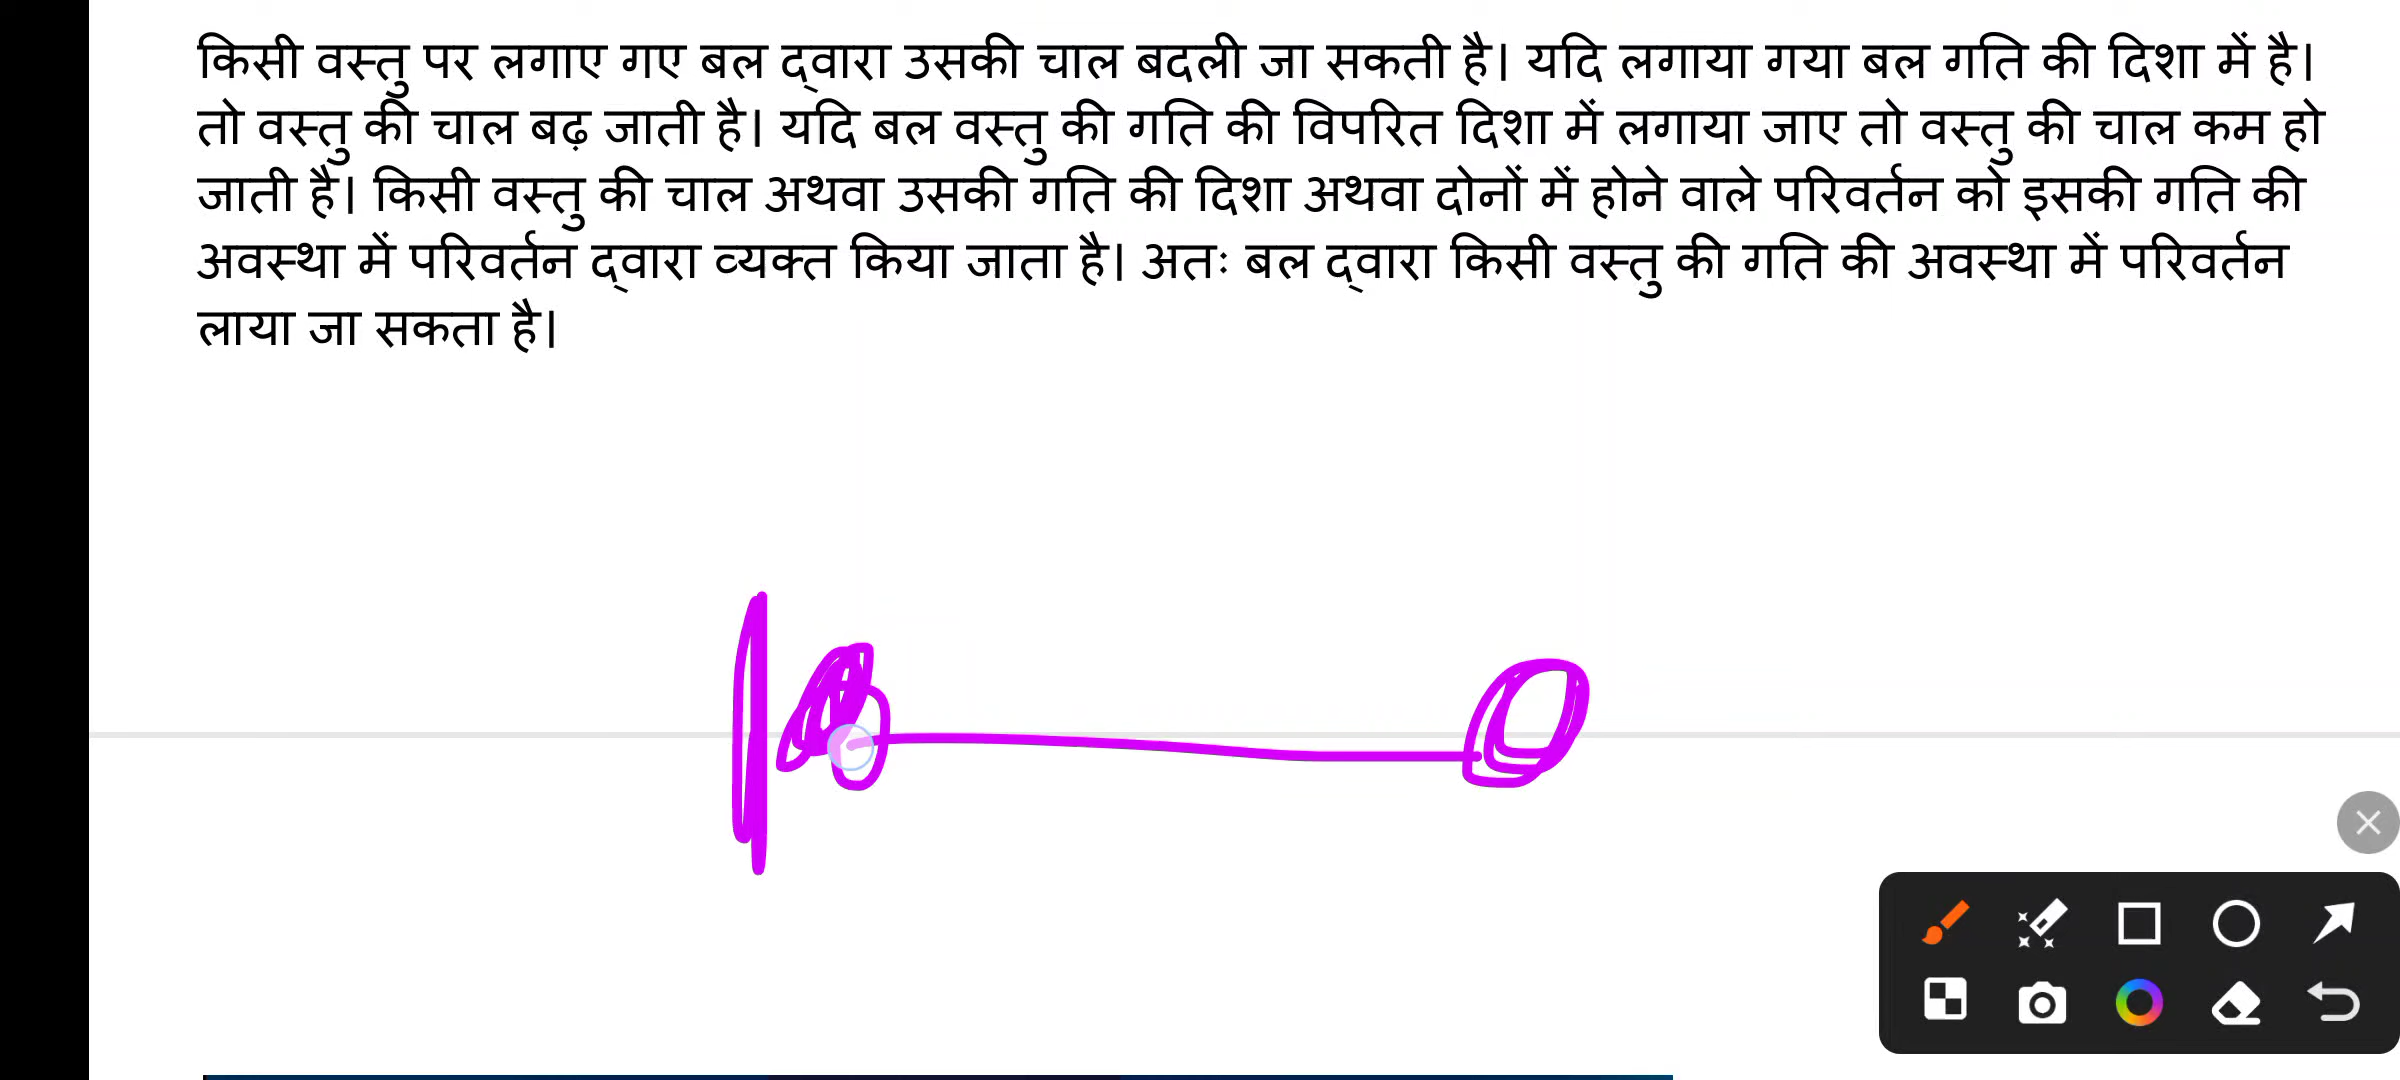 किसी वस्तु पर लगाए गए बल द्वारा उसकी चाल बदली जा सकती है। यदि लगाया गया बल गति की दिशा में है।
तो वस्तु की चाल बढ़ जाती है। यदि बल वस्तु की गति की विपरित दिशा में लगाया जाए तो वस्तु की चाल कम हो
जाती है। किसी वस्तु की चाल अथवा उसकी गति की दिशा अथवा दोनों में होने वाले परिवर्तन को इसकी गति की
अवस्था में परिवर्तन द्वारा व्यक्त किया जाता है। अतः बल द्वारा किसी वस्तु की गति की अवस्था में परिवर्तन
लाया जा सकता है।